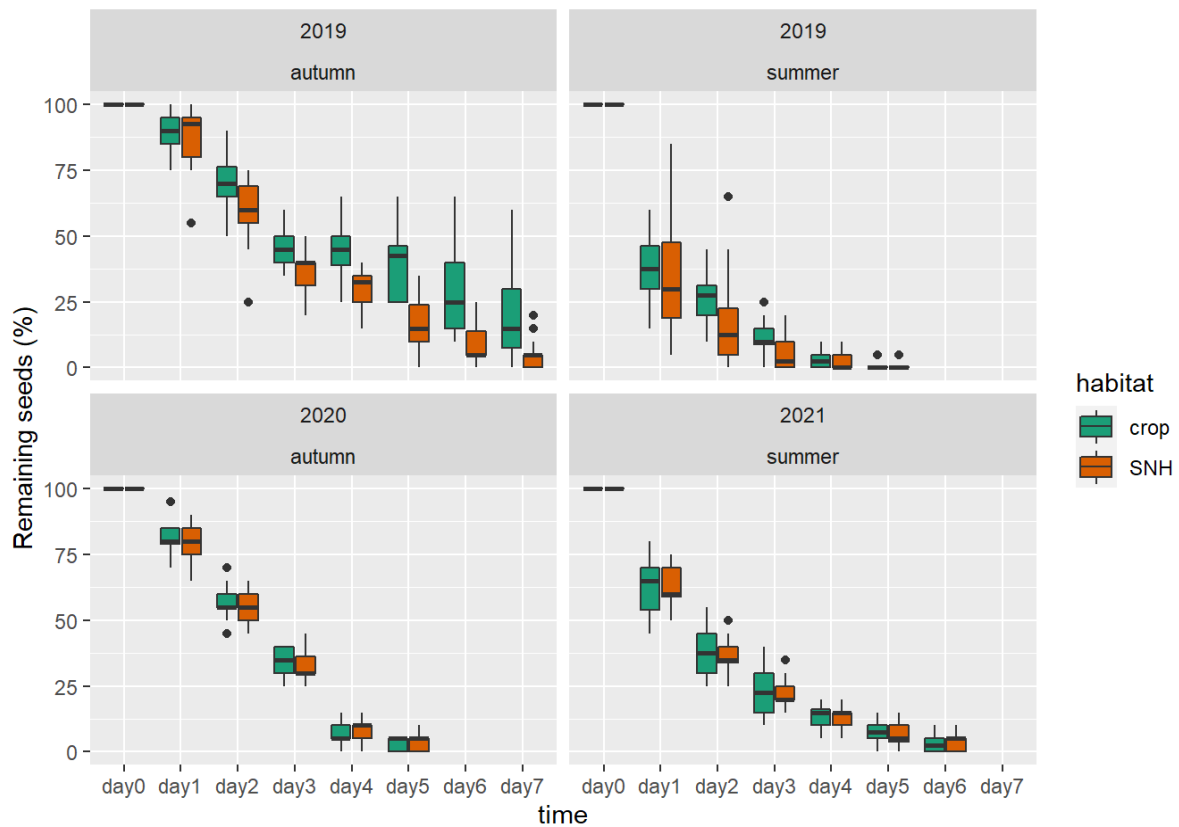 2019
autumn
2019
summer
100
75
50
25
0
2020
autumn
2021
summer
100
75
50
25
0
day0 day1 day2 day3 day4 day5 day6 day7
day0 day1 day2 day3 day4 day5 day6 day7
time
Remaining seeds (%)
habitat
crop
SNH